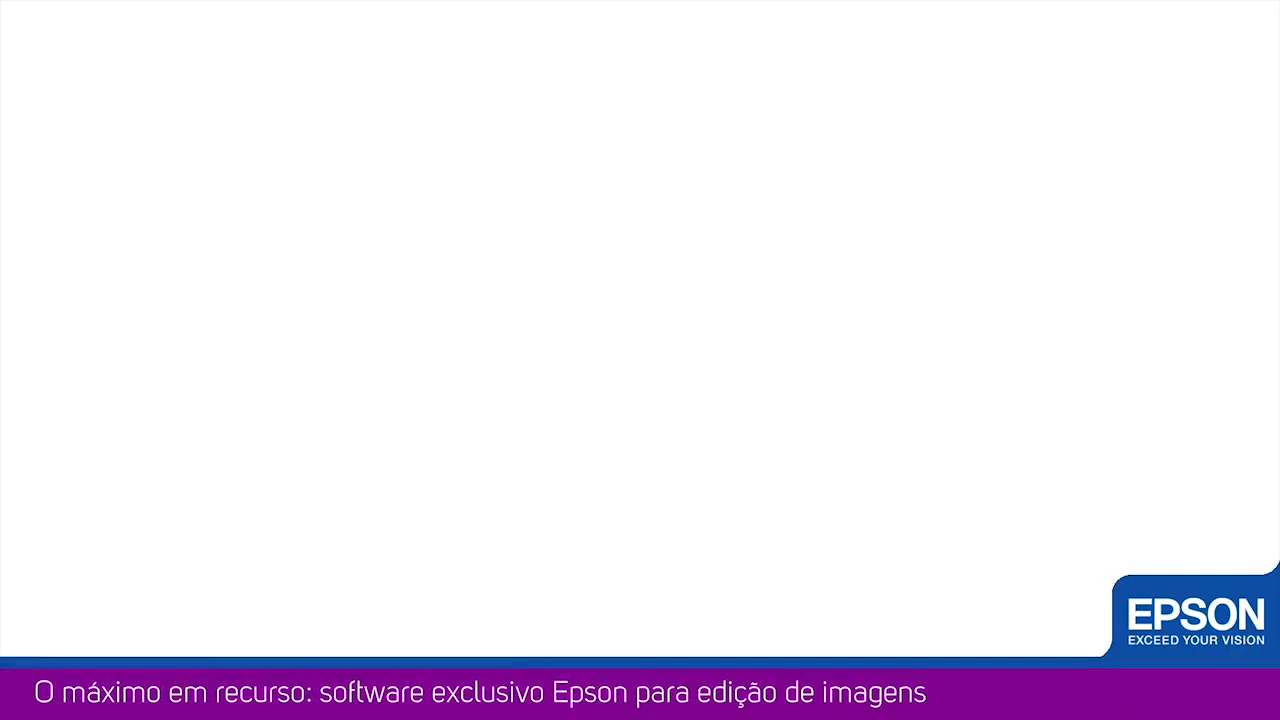 EPSON
EXCEED YOUR VISION
O máximo em recurso: software exclusivo Epson para edição de imagens